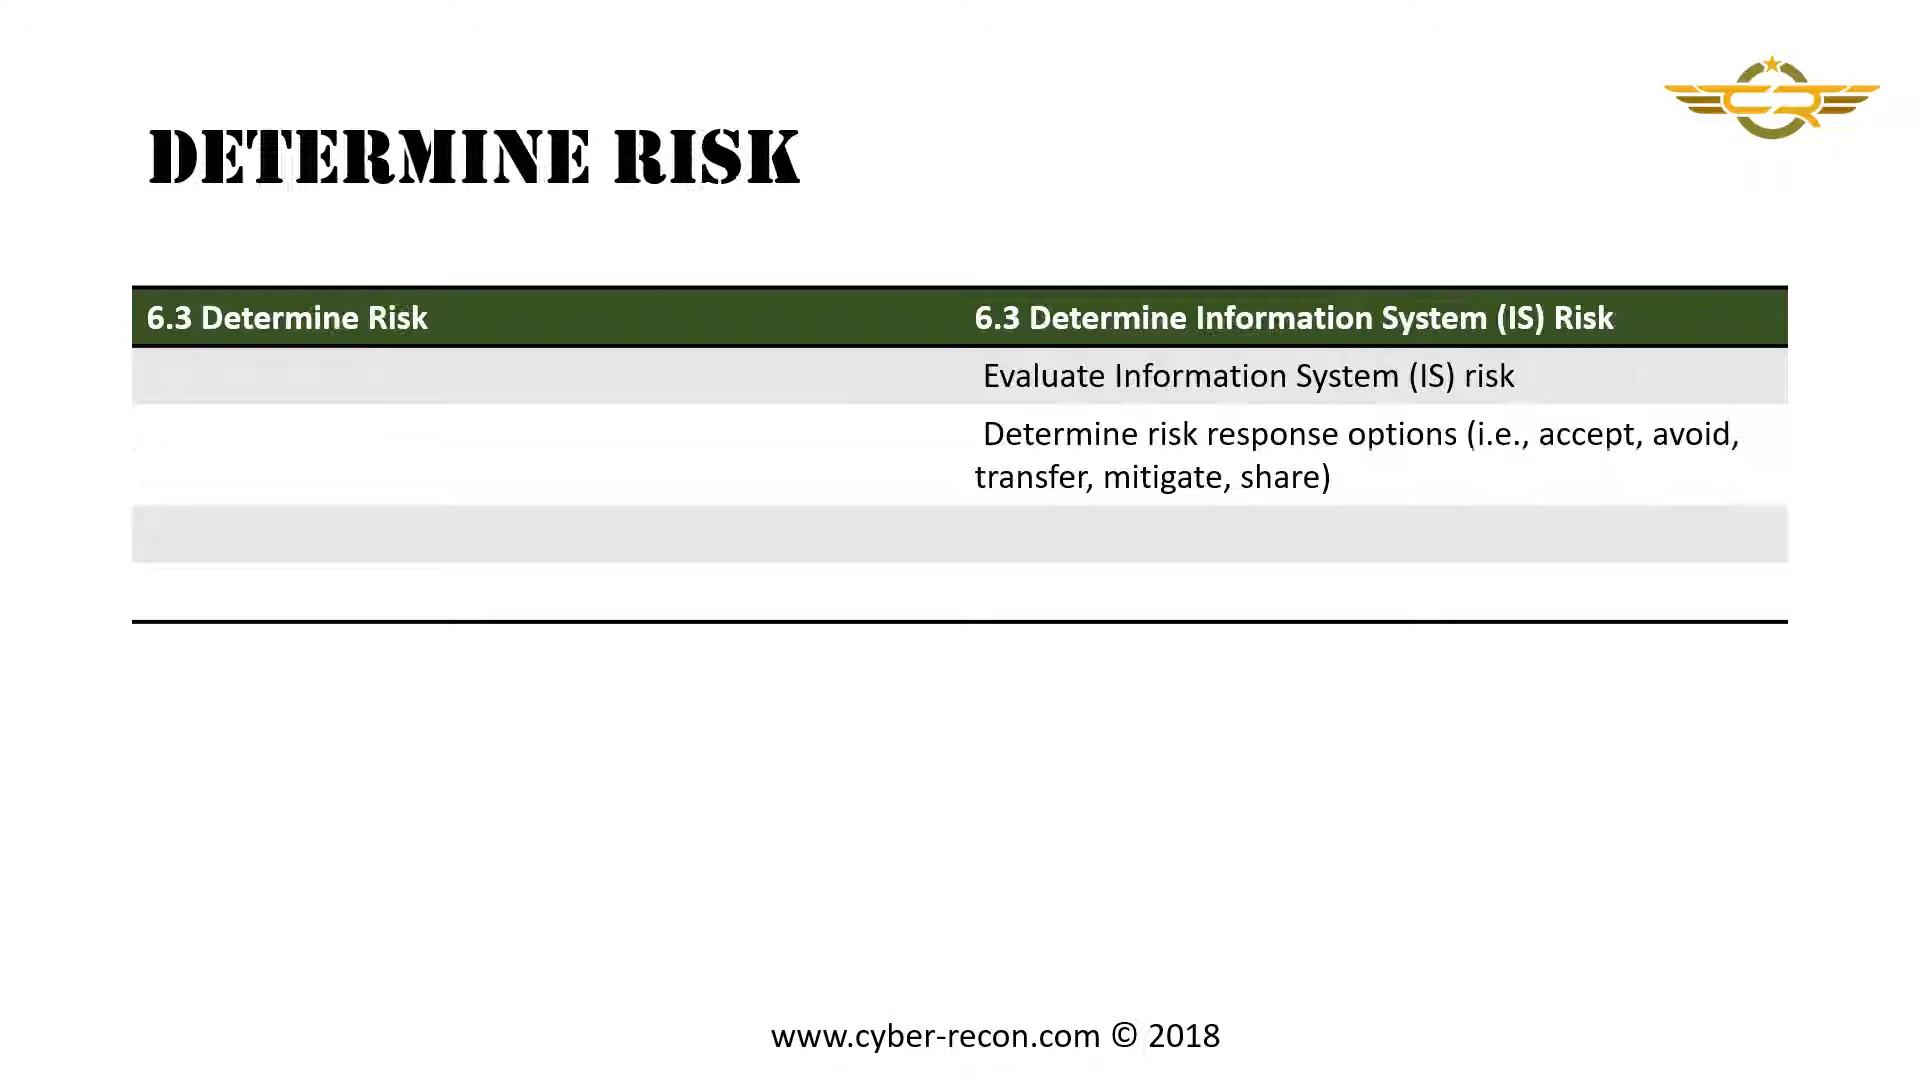 DETERMINE RISK
CR
6.3 Determine Risk
6.3 Determine Information System (IS) Risk
Evaluate Information System (IS) risk
Determine risk response options (i.e., accept, avoid,
transfer, mitigate, share)
www.cyber-recon.com © 2018